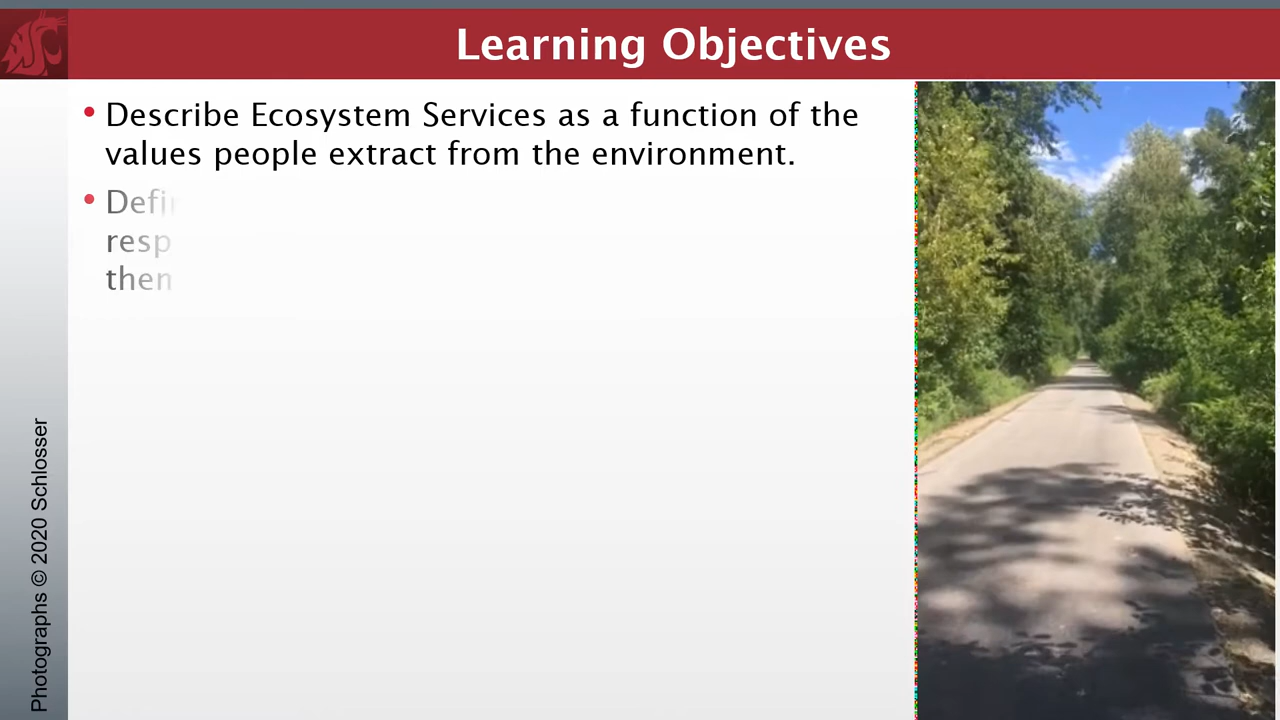 Learning Objectives
• Describe Ecosystem Services as a function of the
values people extract from the environment.
Photographs © 2020 Schlosser